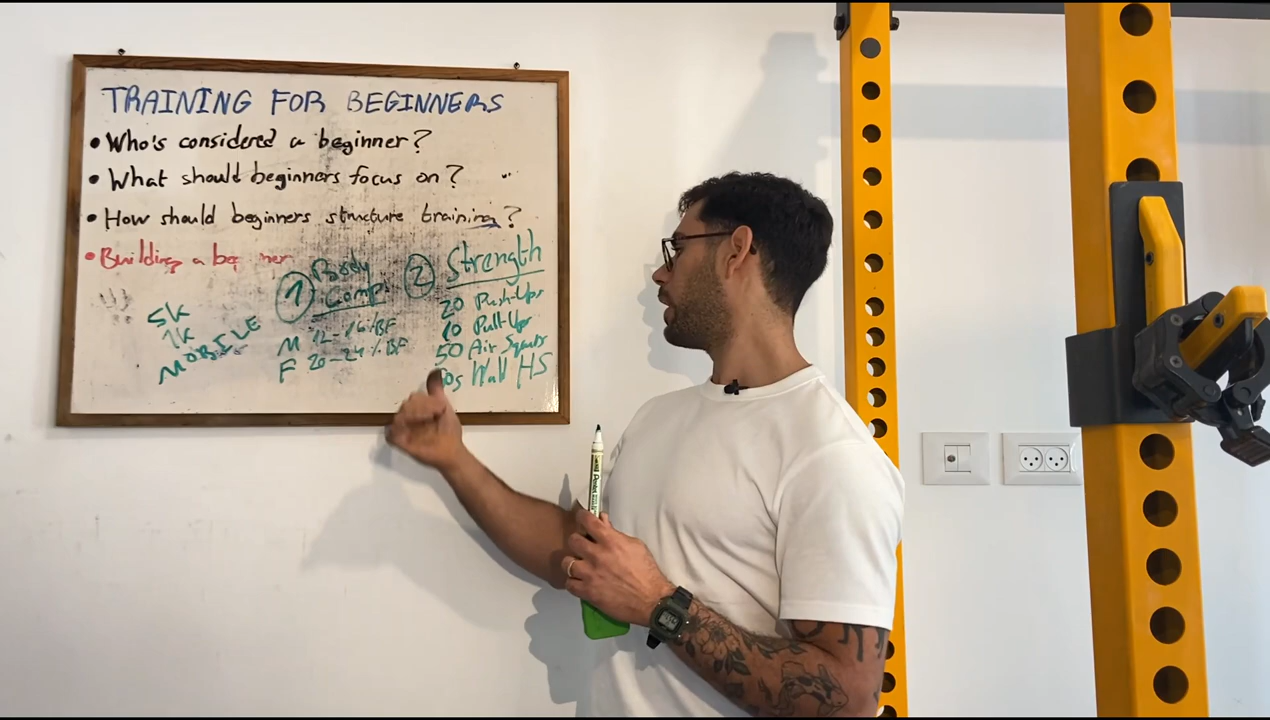 TRAINING FOR BEGINNERS
• Who's considered a beginner?
• What should beginners focus on?
• How should beginners structure training?
• Building a
5K
1K
MOBILE
1 Body Comp.
M 12-16%BF
F 20-24%BF
2 Strength
20 Push-Ups
10 Pull-Ups
50 Air Squats
Wall HS
Pentel